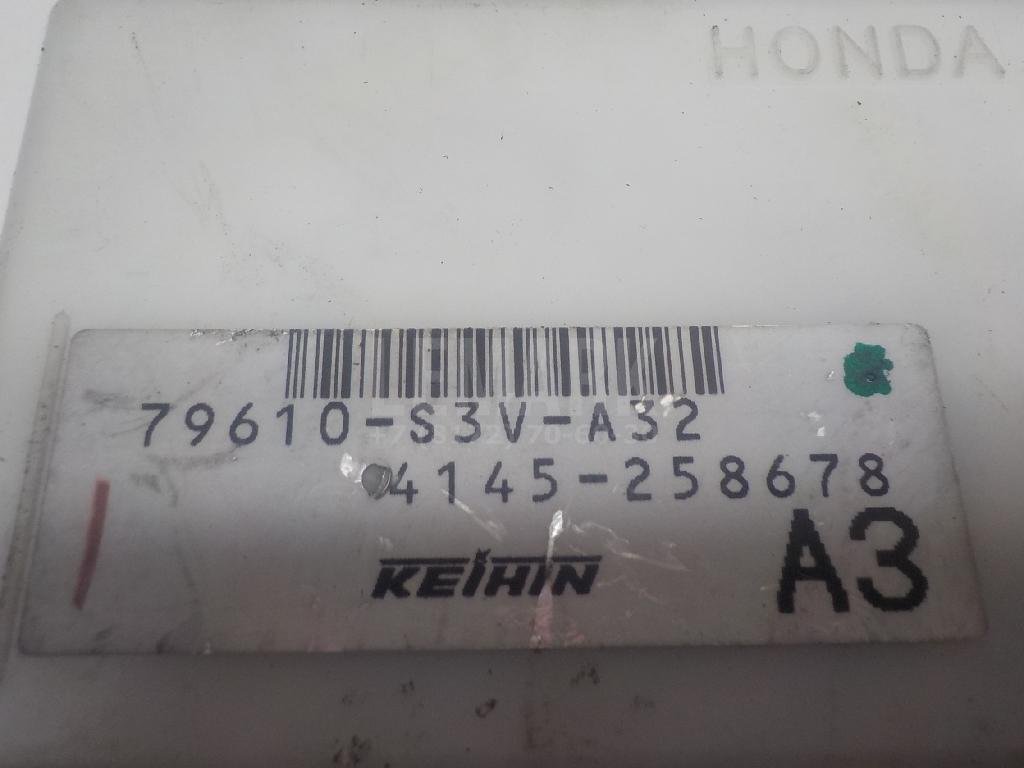 HONDA
79610-S3V-A32
4145-258678
KEIHIN
A3